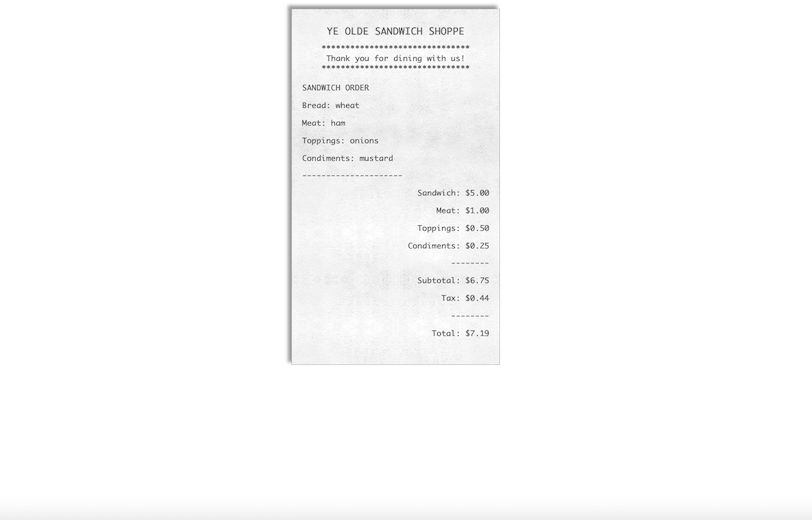 YE OLDE SANDWICH SHOPPE
*******************************
Thank you for dining with us!
*******************************
SANDWICH ORDER
Bread: wheat
Meat: ham
Toppings: onions
Condiments: mustard
---------------------
Sandwich: $5.00
Meat: $1.00
Toppings: $0.50
Condiments: $0.25
--------
Subtotal: $6.75
Tax: $0.44
--------
Total: $7.19